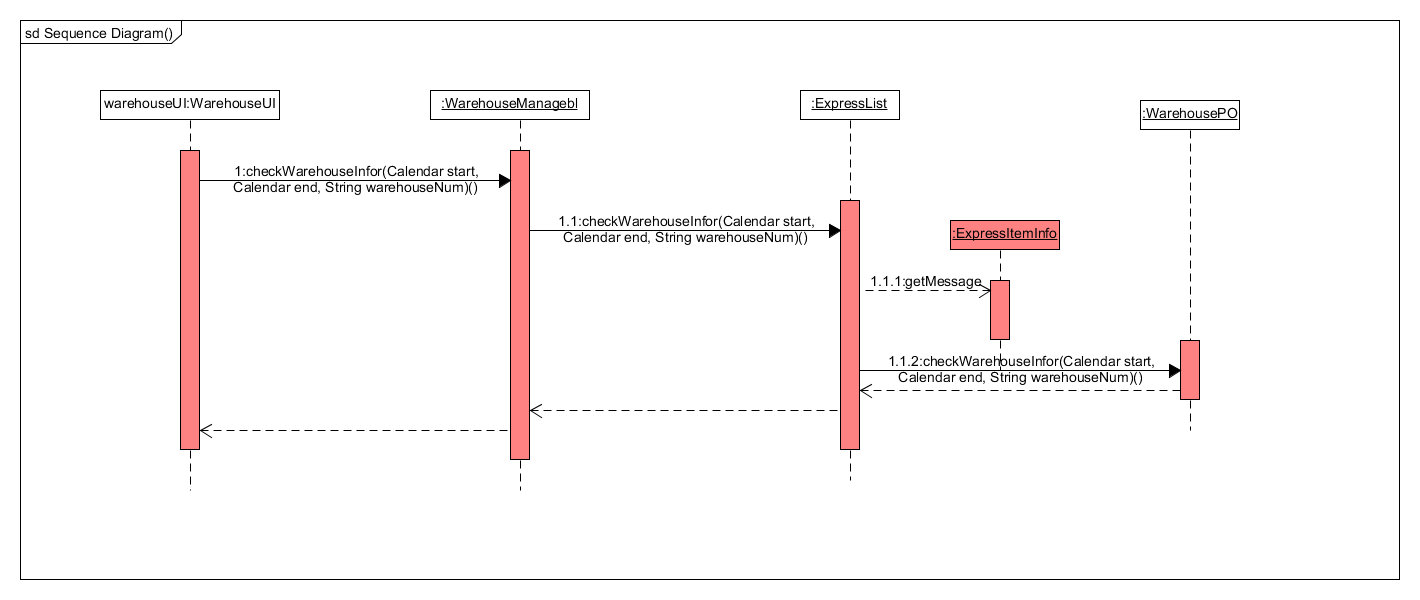 sd Sequence Diagram()
warehouseUI:WarehouseUI
:WarehouseManagebl
:ExpressList
:WarehousePO
1:checkWarehouseInfor(Calendar start,
Calendar end, String warehouseNum)()
1.1:checkWarehouseInfor(Calendar start,
Calendar end, String warehouseNum)()
:ExpressItemInfo
1.1.1:getMessage
1.1.2:checkWarehouseInfor(Calendar start,
Calendar end, String warehouseNum)()